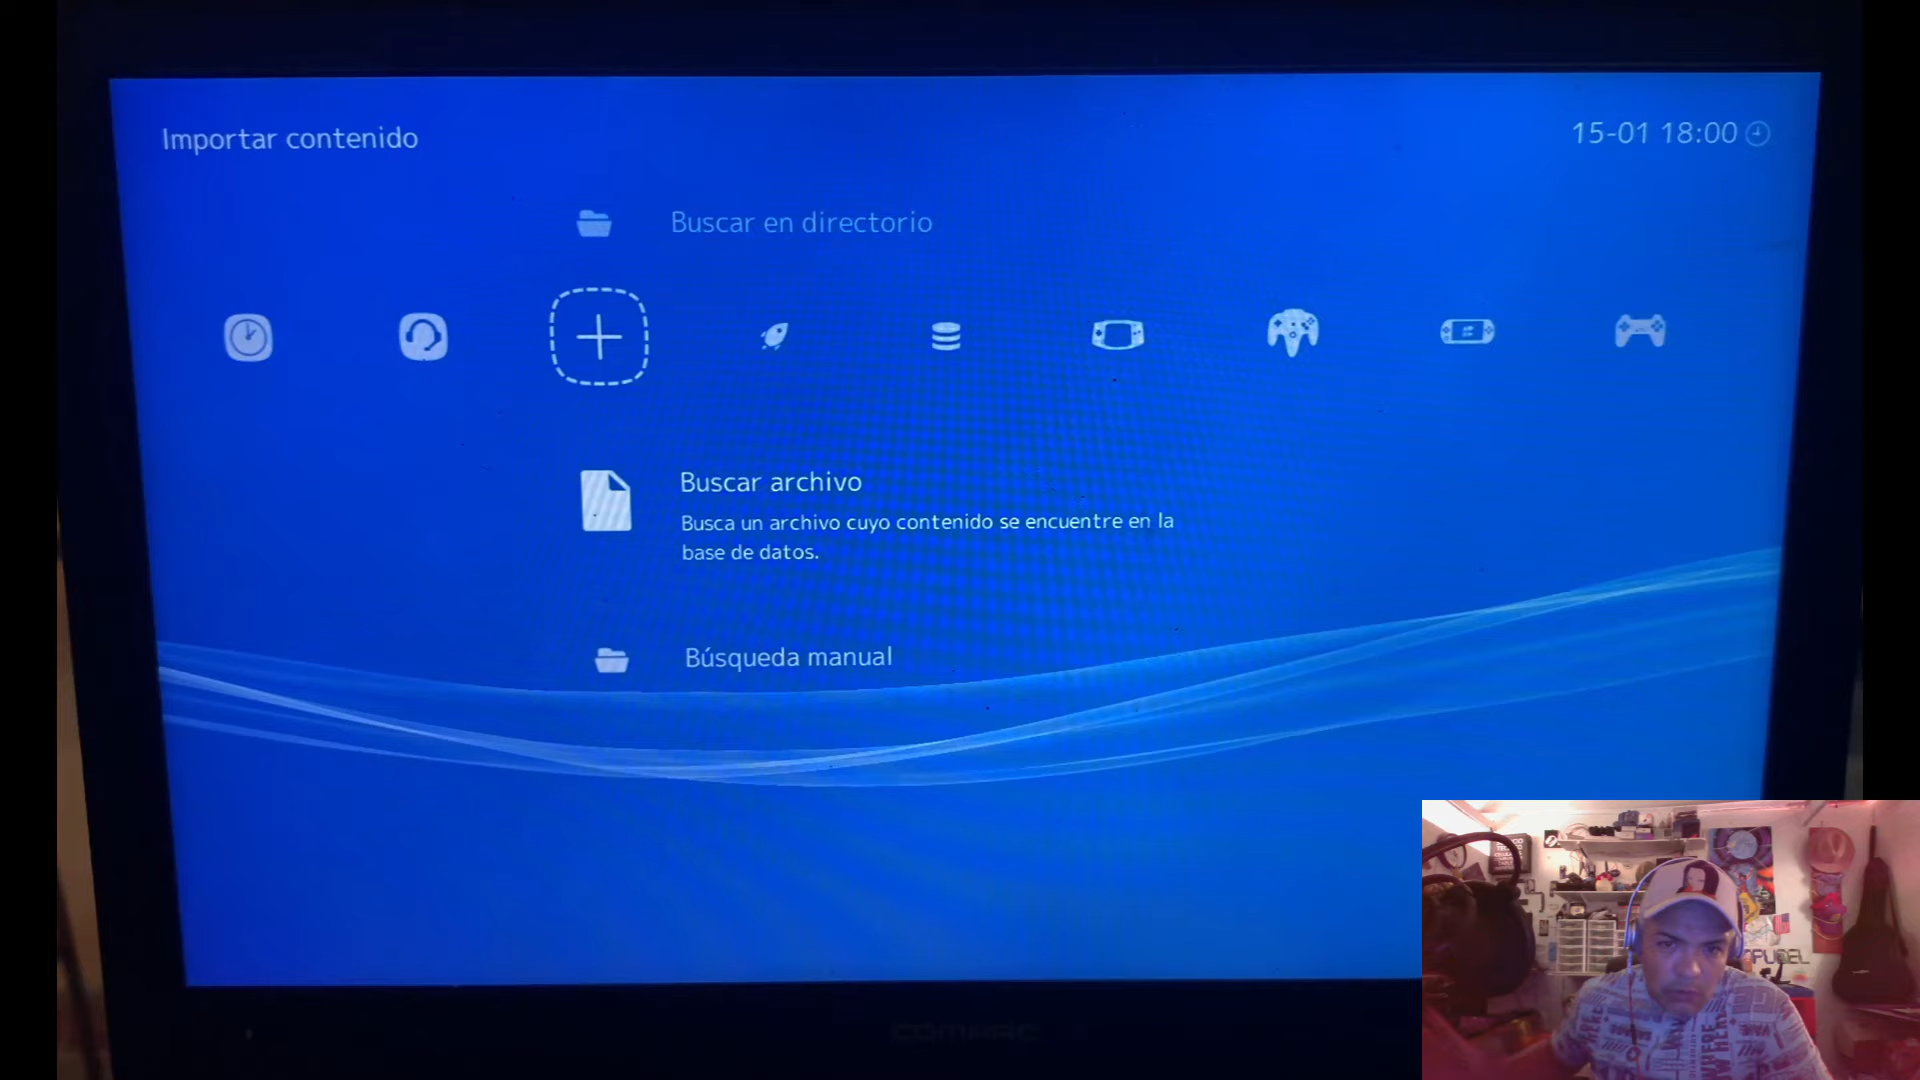 Importar contenido
15-01 18:00
Buscar en directorio
Buscar archivo
Busca un archivo cuyo contenido se encuentre en la
base de datos.
Búsqueda manual
COMPAQ